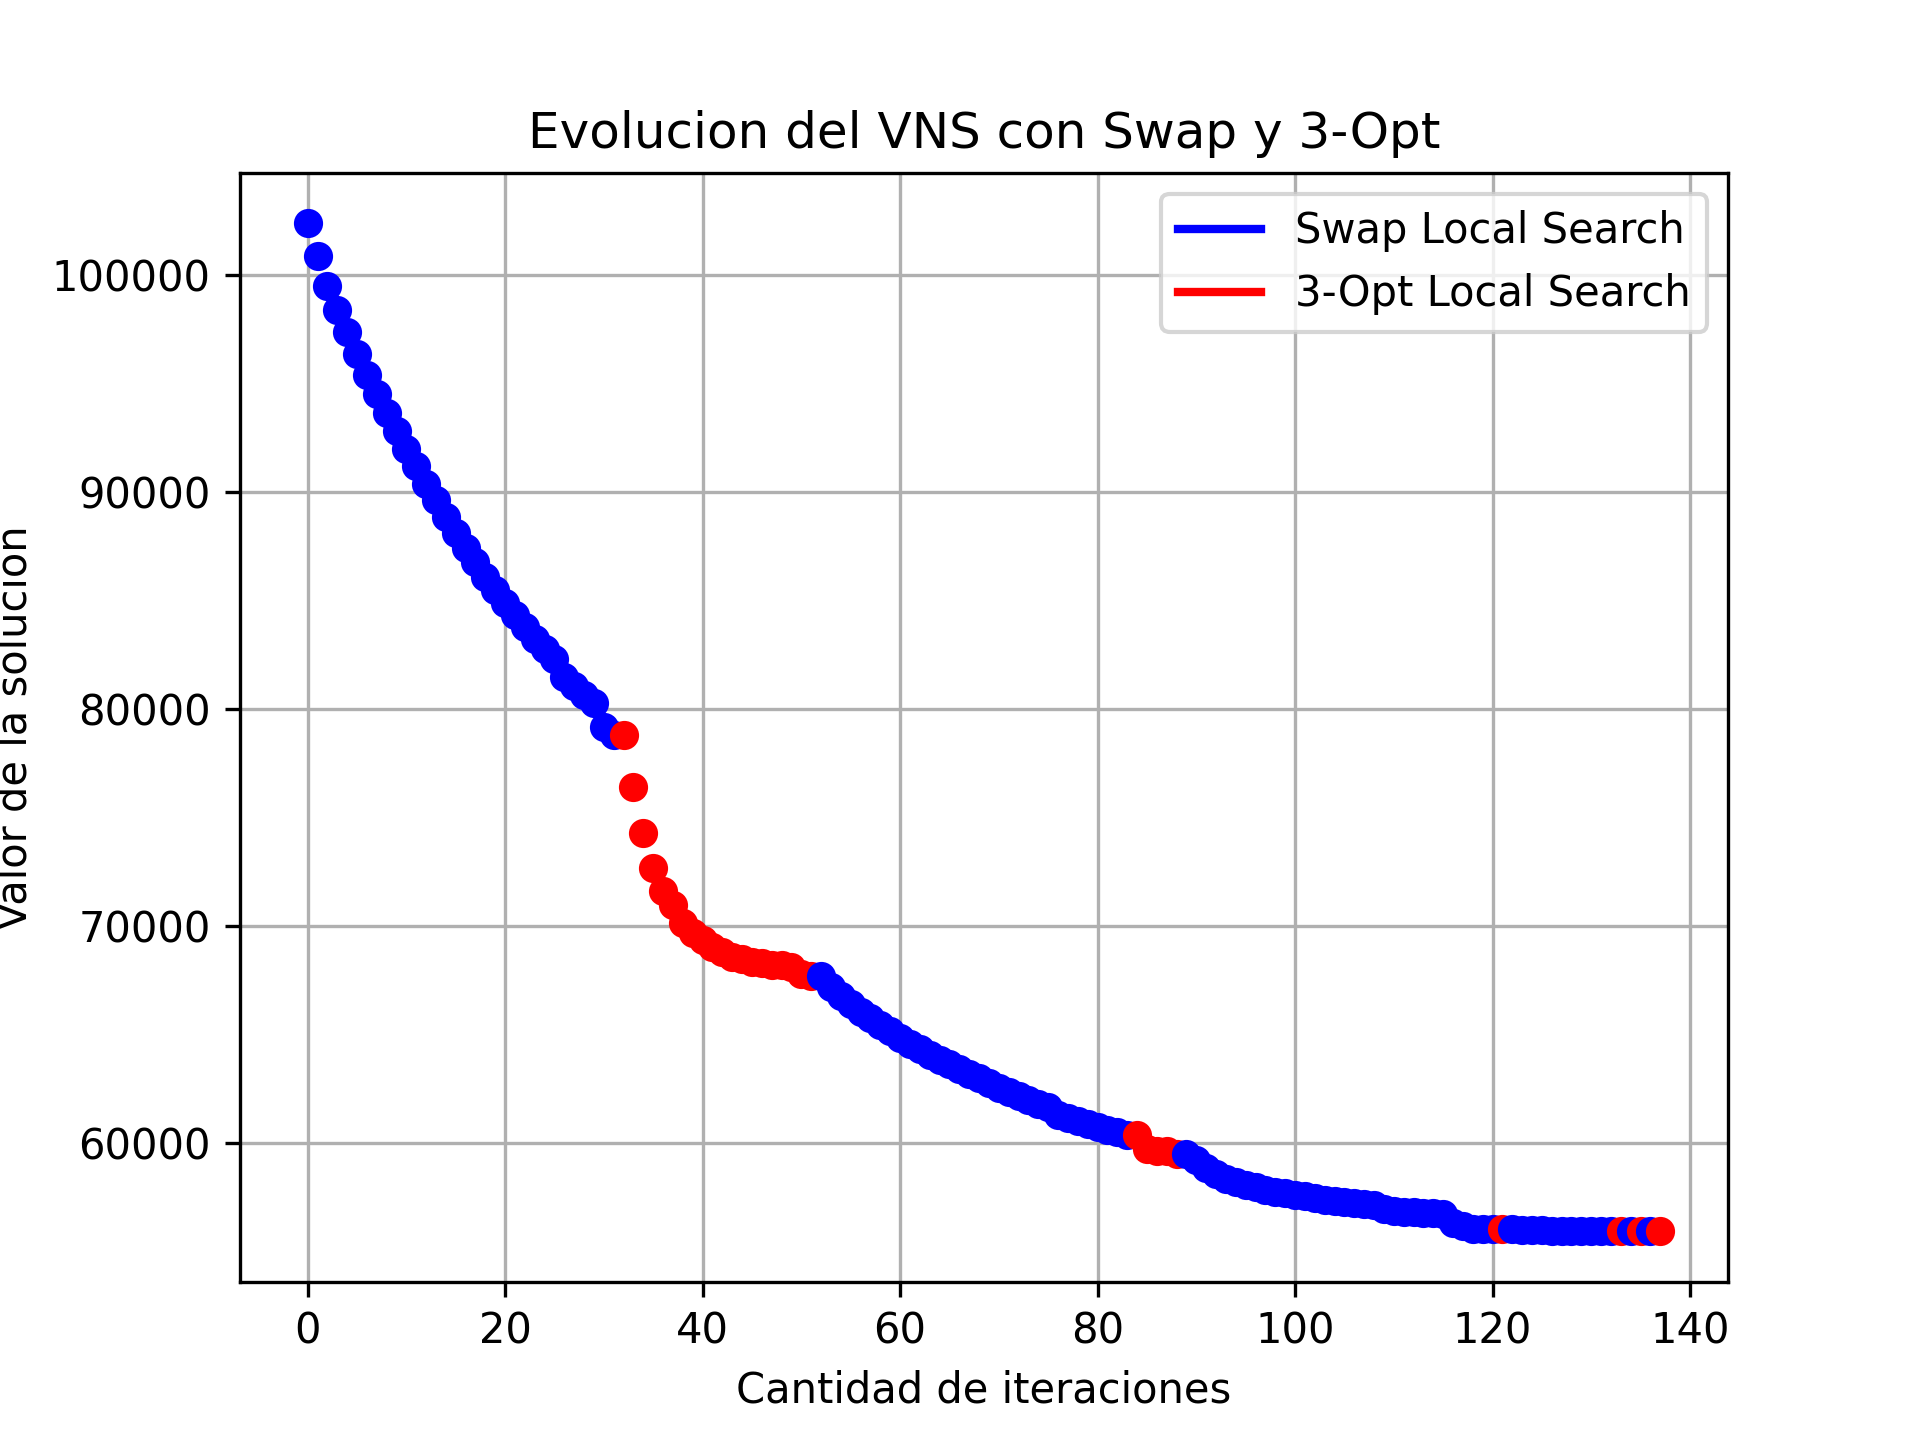 Evolucion del VNS con Swap y 3-Opt
Swap Local Search
3-Opt Local Search
100000
90000
80000
70000
60000
Valor de la solucion
0 20 40 60 80 100 120 140
Cantidad de iteraciones